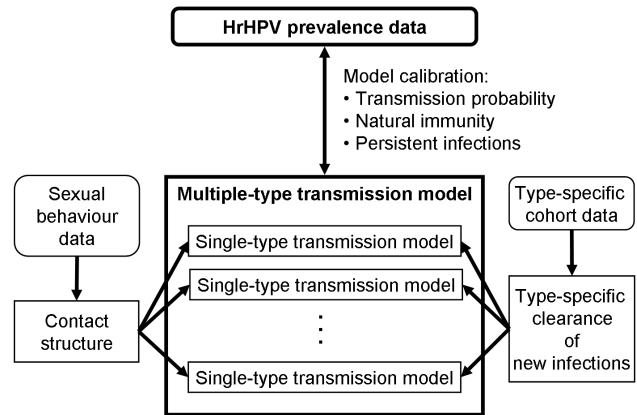 HrHPV prevalence data
Model calibration:
• Transmission probability
• Natural immunity
• Persistent infections
Sexual
behaviour
data
Contact
structure
Multiple-type transmission model
Single-type transmission model
Single-type transmission model
⋮
Single-type transmission model
Type-specific
cohort data
Type-specific
clearance
of
new infections